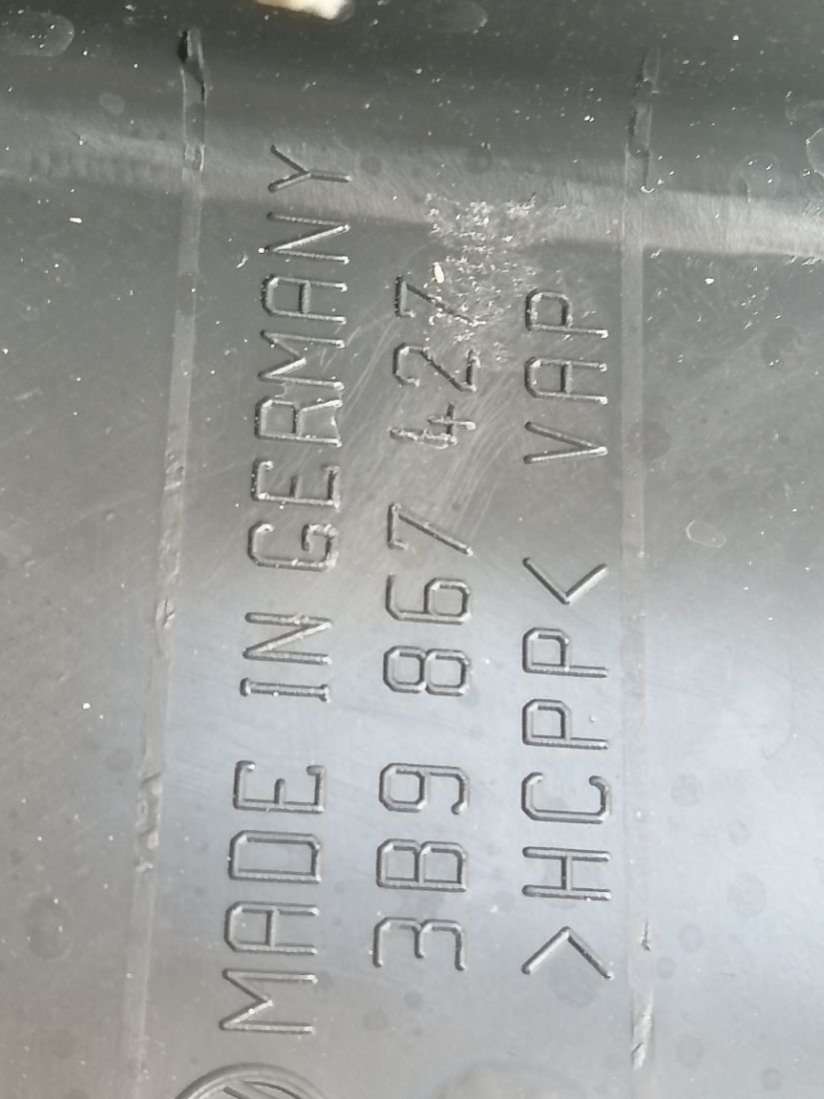 MADE IN GERMANY
3B9 867 427
>HCPP< VAP